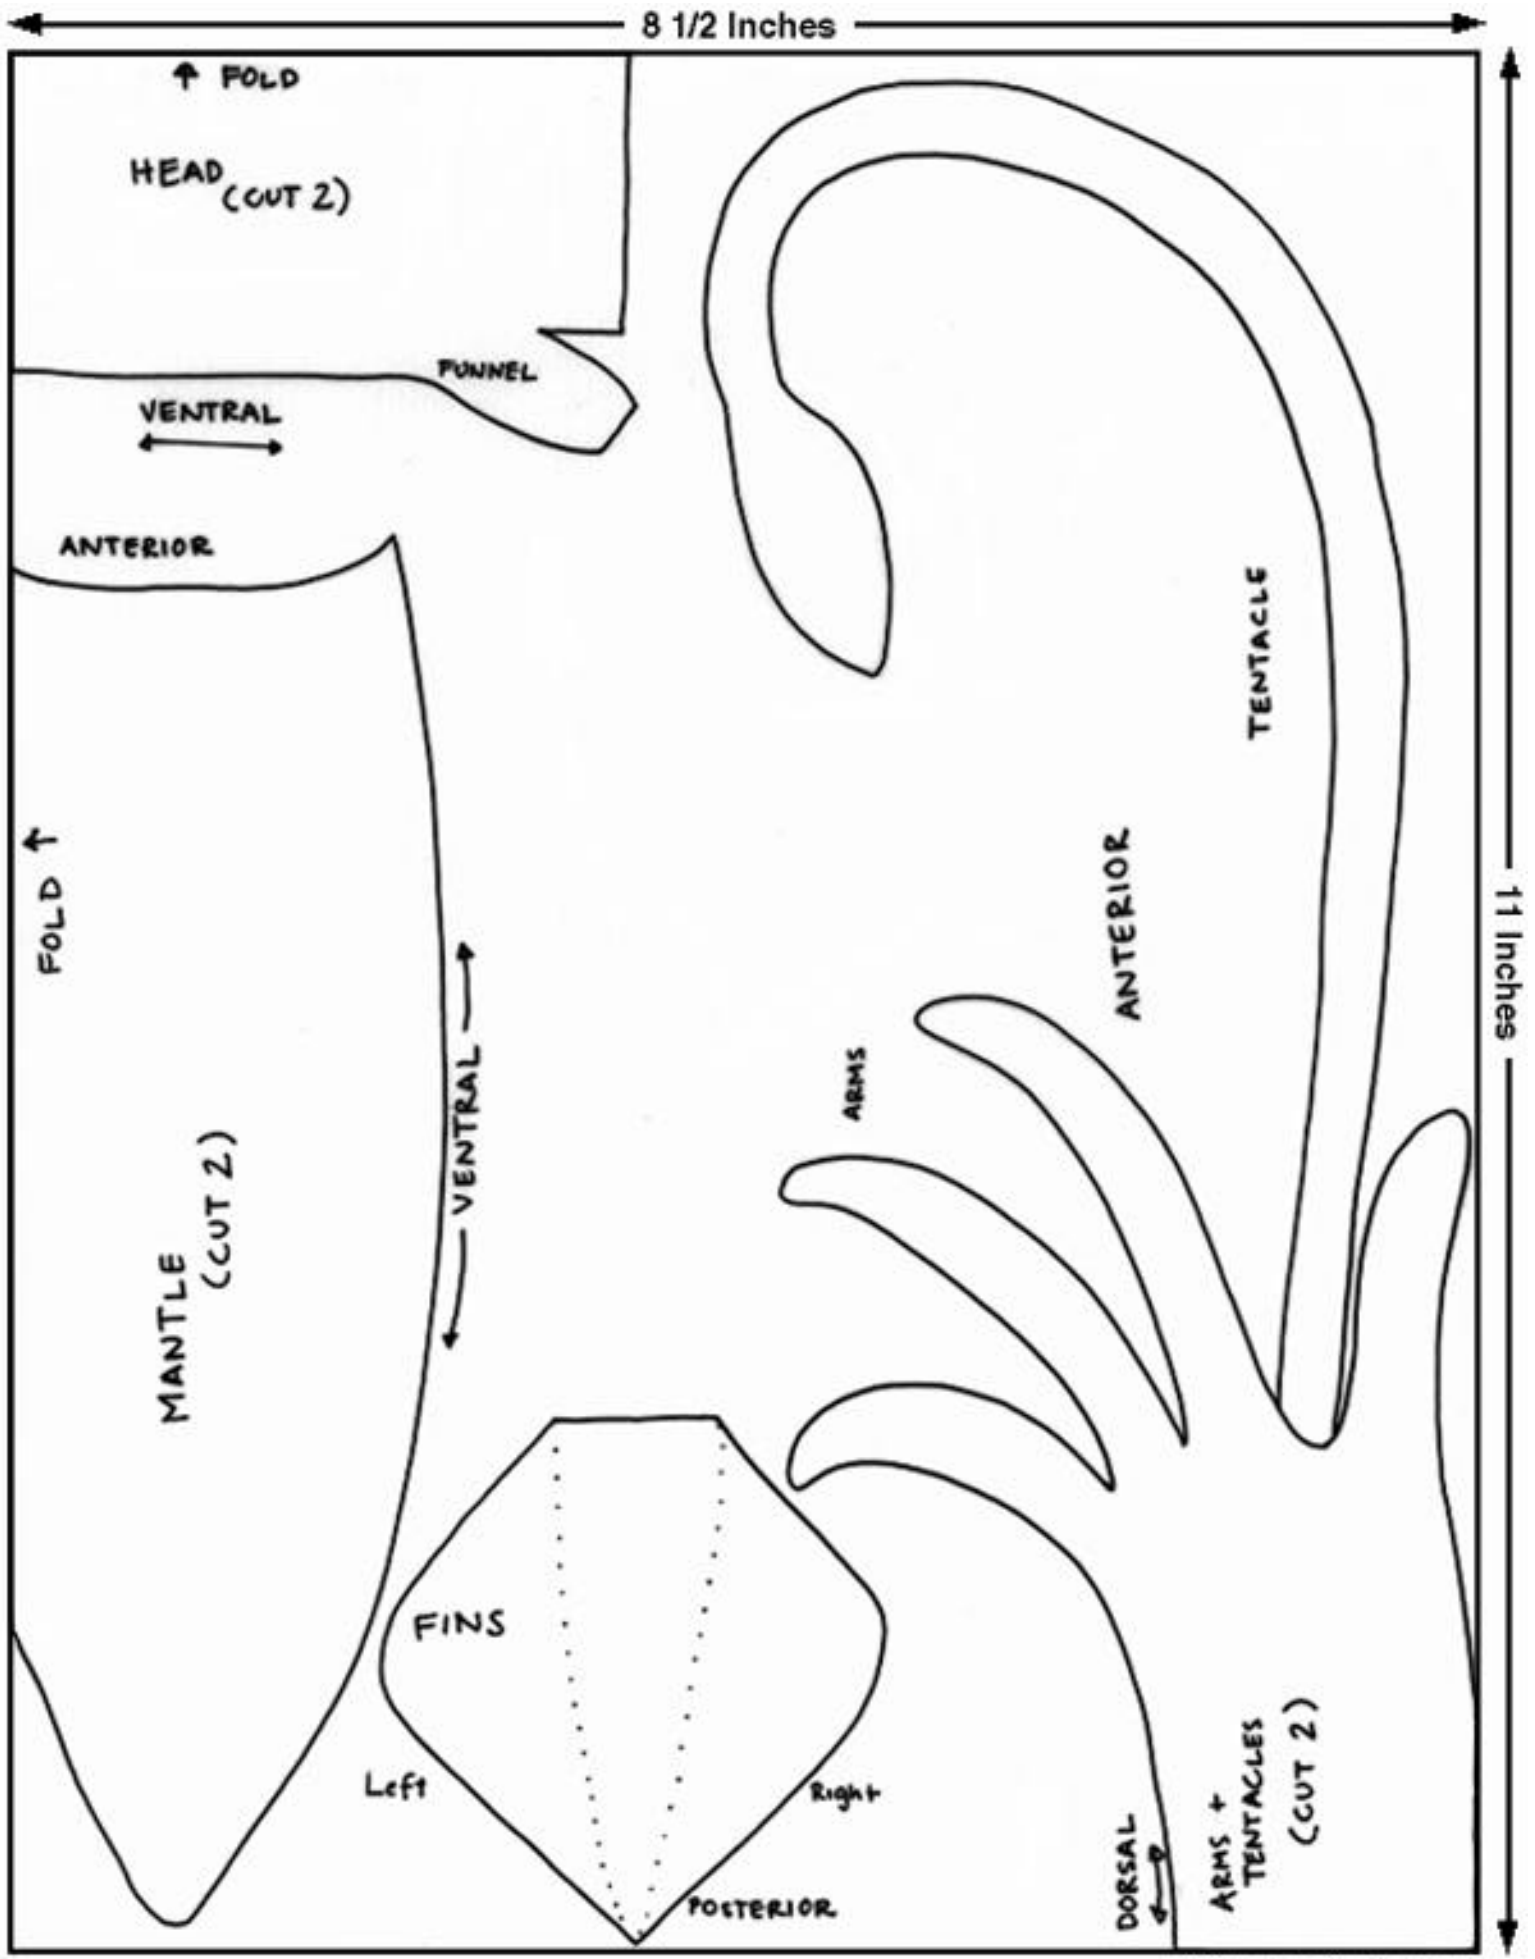 8 1/2 Inches
↑ FOLD
HEAD
(CUT 2)
FUNNEL
VENTRAL
ANTERIOR
TENTACLE
FOLD ↑
ANTERIOR
11 Inches
ARMS
VENTRAL
MANTLE
(CUT 2)
FINS
Left
Right
POSTERIOR
DORSAL
ARMS +
TENTACLES
(CUT 2)